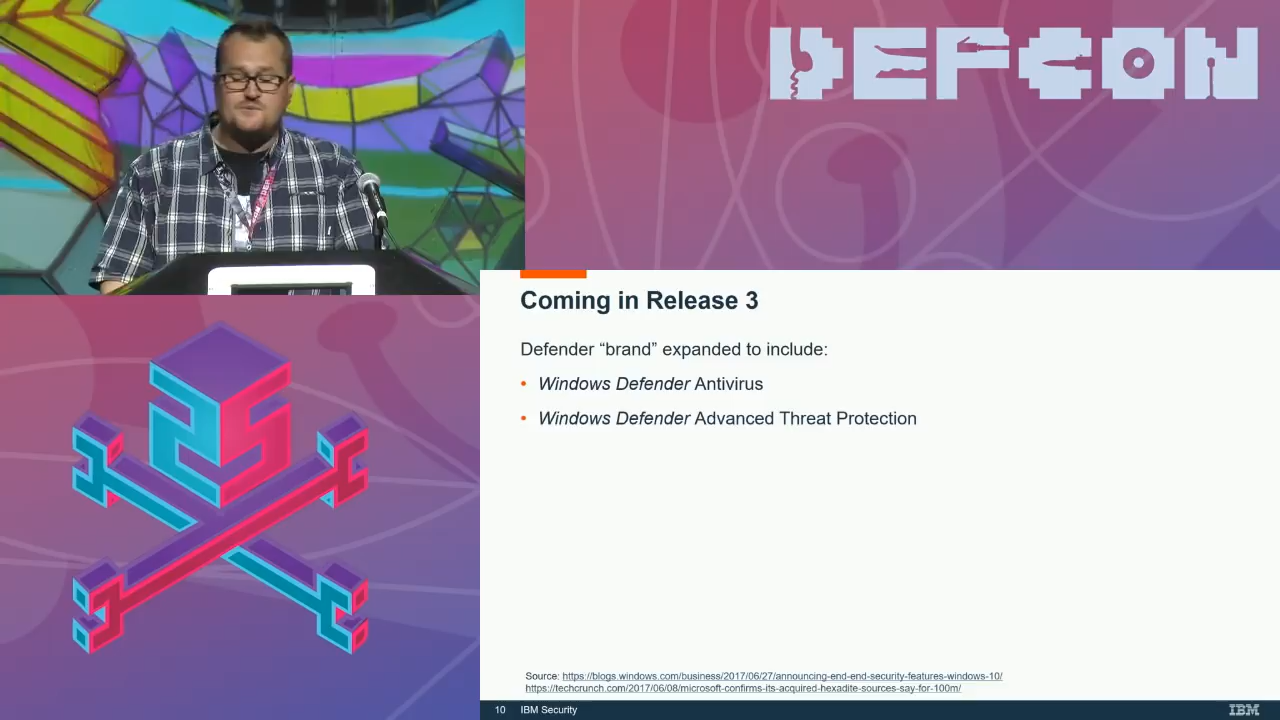 DEFCON
Coming in Release 3
Defender “brand” expanded to include:
• Windows Defender Antivirus
• Windows Defender Advanced Threat Protection
Source: https://blogs.windows.com/business/2017/06/27/announcing-end-end-security-features-windows-10/
https://techcrunch.com/2017/06/08/microsoft-confirms-its-acquired-hexadite-sources-say-for-100m/
10 IBM Security
IBM